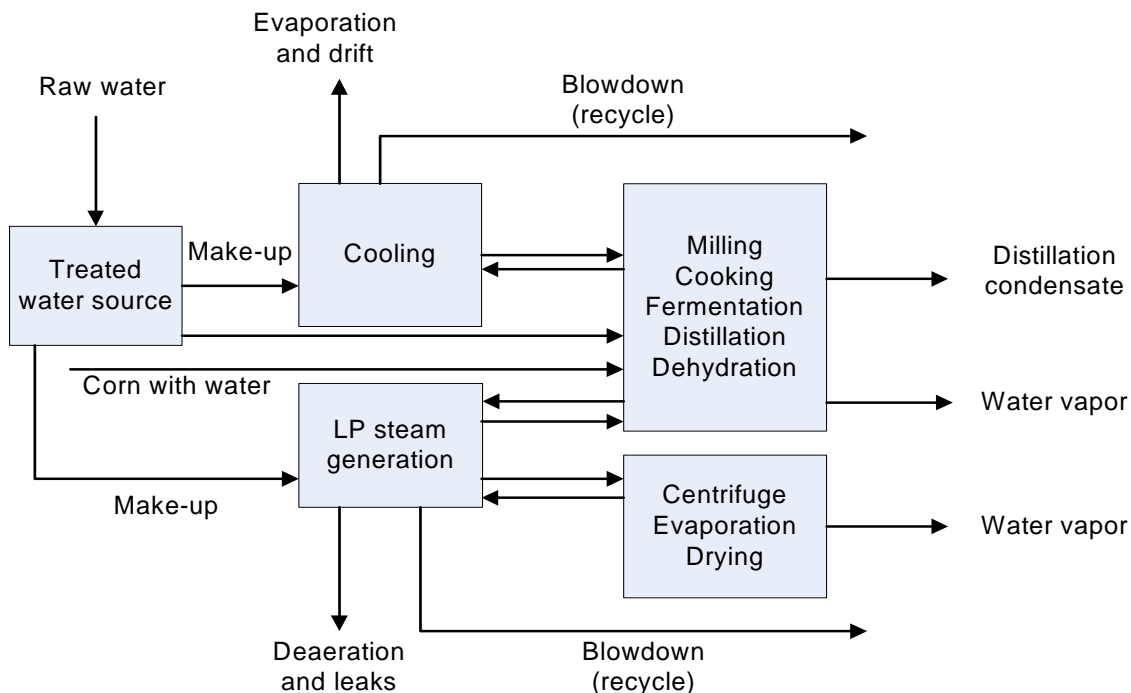 Evaporation
and drift
Raw water
Blowdown
(recycle)
Treated
water source
Make-up
Cooling
Milling
Cooking
Fermentation
Distillation
Dehydration
Distillation
condensate
Corn with water
LP steam
generation
Water vapor
Make-up
Centrifuge
Evaporation
Drying
Water vapor
Deaeration
and leaks
Blowdown
(recycle)